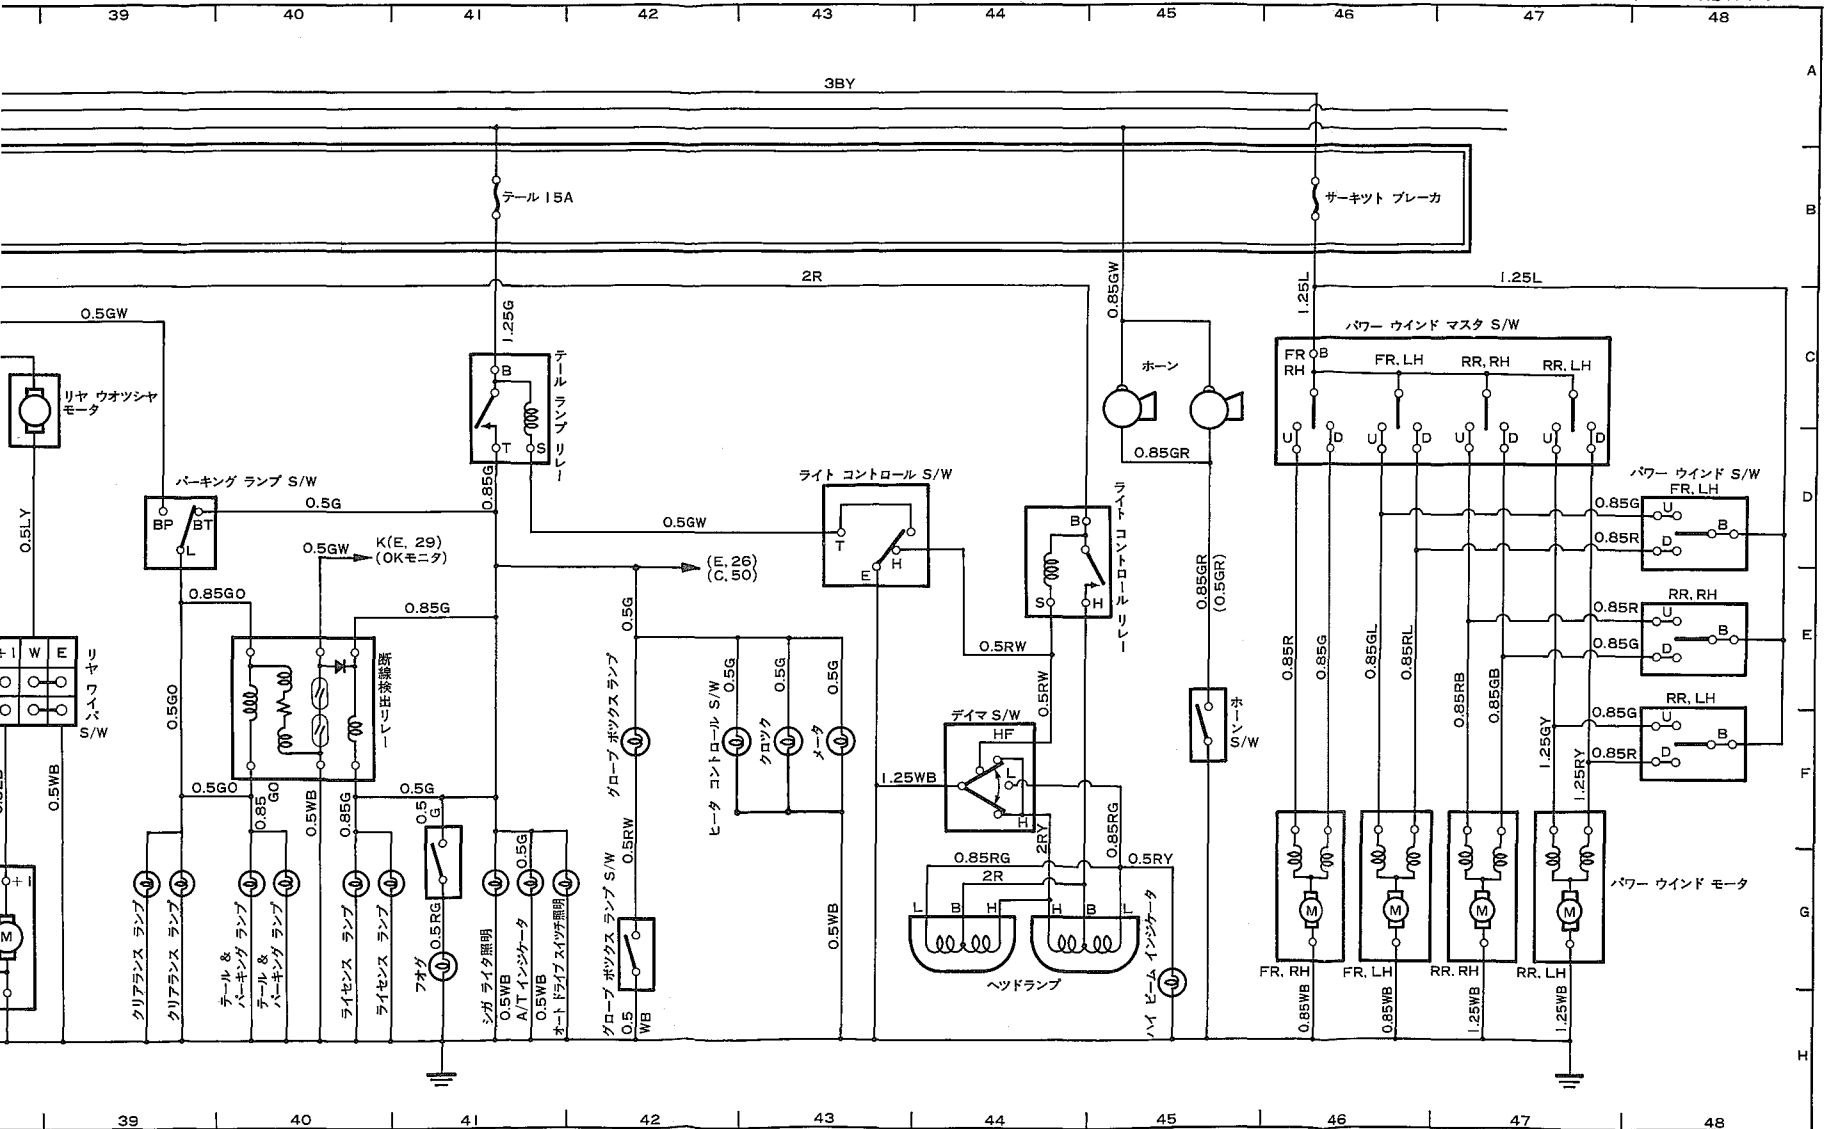 39 40 41 42 43 44 45 46 47 48
A
3BY
テール 15A
サーキット ブレーカ
B
2R
0.85GW
1.25L
1.25L
0.5GW
1.25G
パワー ウインド マスタ S/W
FR RH
B
FR, LH
RR, RH
RR, LH
C
ホーン
リヤ ウオツシヤ
モータ
B
テール ランプ リレー
T
S
U D U D U D U D
0.85GR
パーキング ランプ S/W
0.85G
ライト コントロール S/W
ライト コントロール リレー
パワー ウインド S/W
FR, LH
0.5LY
BP
BT
L
0.5G
0.5GW
T
H
E
B
S
H
0.85G
U
B
0.85R
D
D
0.5GW
K(E, 29)
(OKモニタ)
(E, 26)
(C, 50)
0.85GR
(0.5GR)
0.85GO
0.85G
0.5G
0.5RW
RR, RH
0.85R
U
B
0.85G
D
E
+1 W E
リヤ ワイパ
S/W
0.5GO
断線検出リレー
グローブ ボックス ランプ
ヒータ コントロール S/W
0.5G
クロツク
0.5G
メータ
0.5G
0.5RW
0.85R
0.85G
0.85GL
0.85RL
0.85RB
0.85GB
1.25GY
1.25RY
RR, LH
0.85G
U
B
0.85R
D
F
ホーン
S/W
デイマ S/W
HF
L
H
1.25WB
0.5WB
0.5GO
0.85
GO
0.5WB
0.85G
0.5G
0.5
G
0.5G
0.5RW
2RY
0.85RG
0.85RG
0.5RY
2R
L B H H B L
+1
M
クリアランス ランプ
クリアランス ランプ
テール &
パーキング ランプ
テール &
パーキング ランプ
ライセンス ランプ
ライセンス ランプ
0.5RG
フオグ
シガ ライタ照明
0.5WB
A/T インジケータ
0.5WB
オート ドライブ スイツチ照明
グローブ ボックス ランプ S/W
0.5
WB
0.5WB
ヘツドランプ
ハイ ビーム インジケータ
M M M M
パワー ウインド モータ
G
FR, RH
FR, LH
RR, RH
RR, LH
0.85WB
0.85WB
1.25WB
1.25WB
H
39 40 41 42 43 44 45 46 47 48